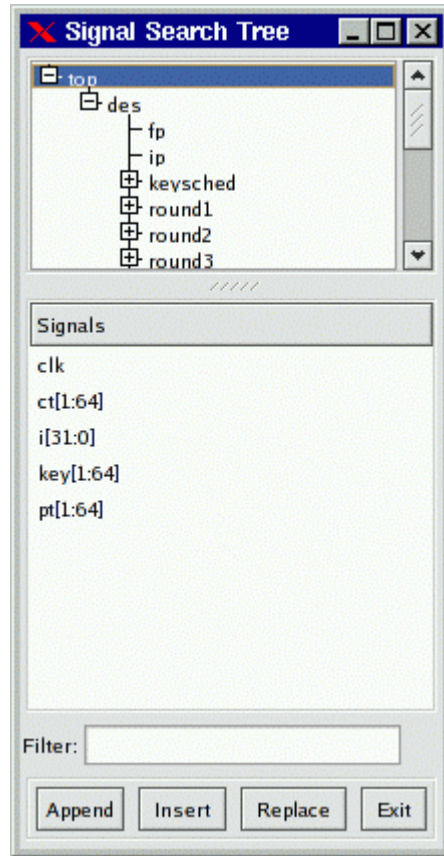 Signal Search Tree
top
des
fp
ip
keysched
round1
round2
round3
Signals
clk
ct[1:64]
i[31:0]
key[1:64]
pt[1:64]
Filter:
Append Insert Replace Exit